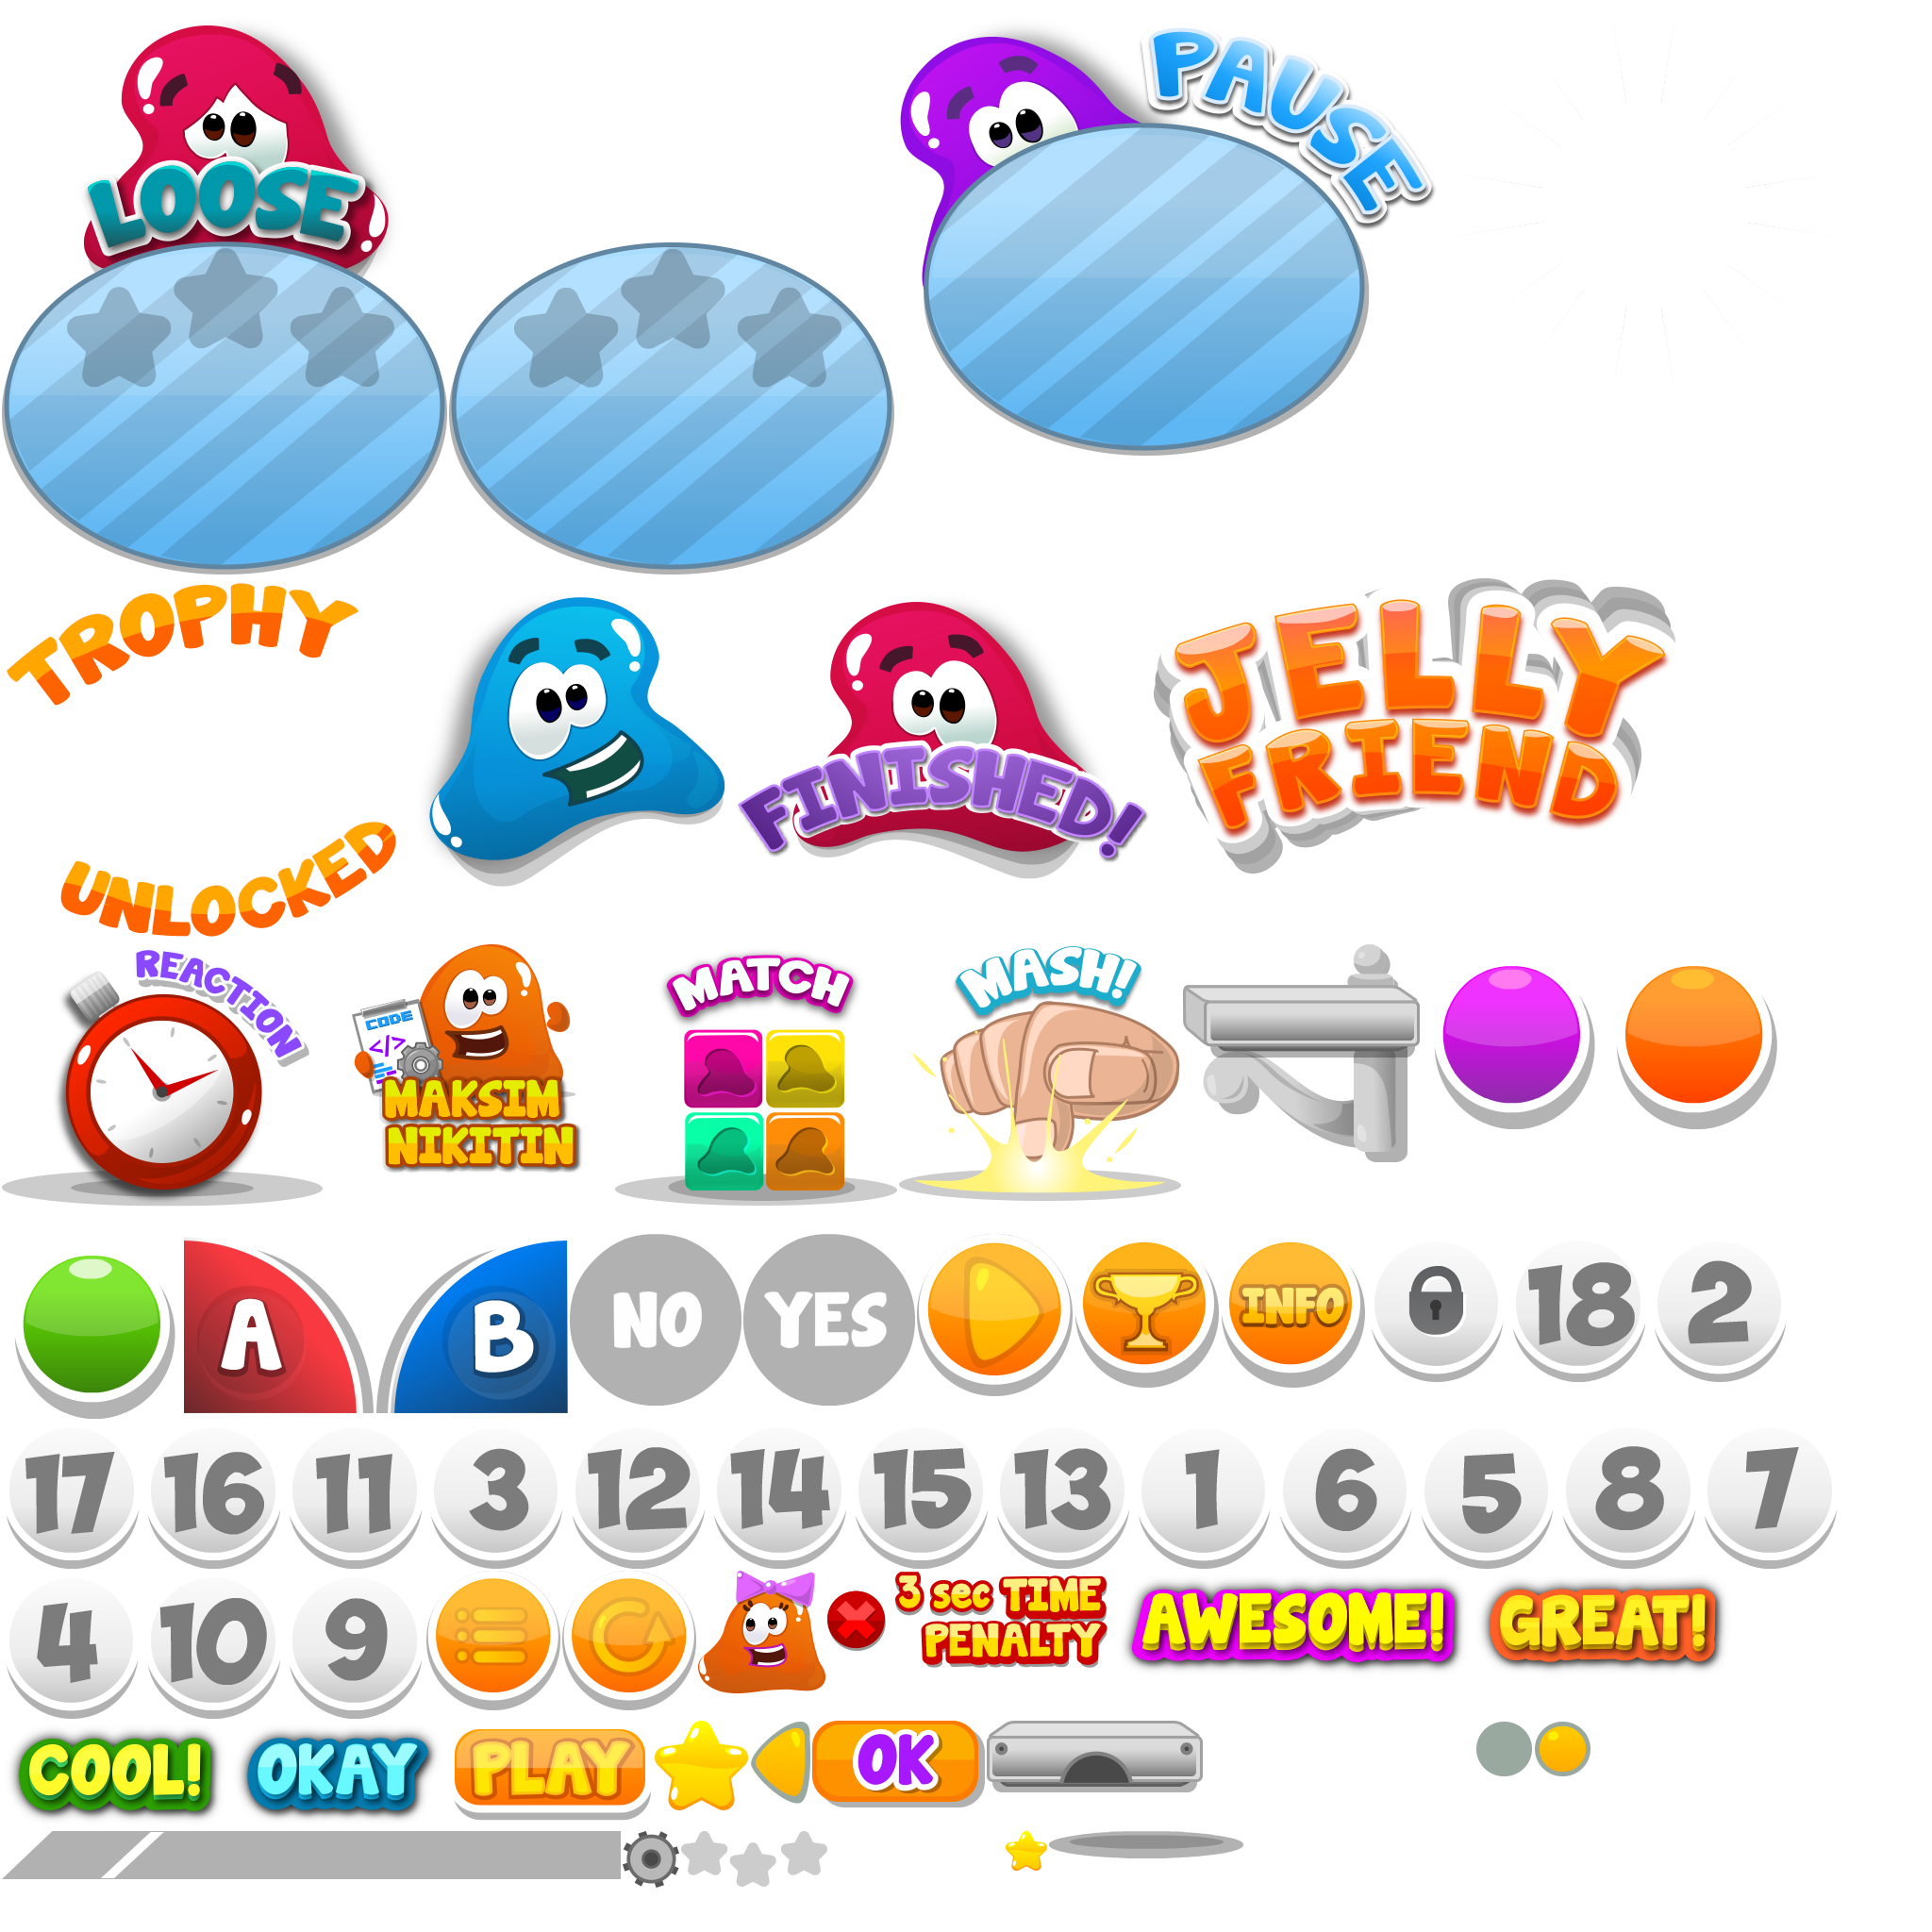 LOOSE
PAUSE
TROPHY
UNLOCKED
FINISHED!
JELLY
FRIEND
REACTION
CODE
</>
MAKSIM
NIKITIN
MATCH
MASH!
A
B
NO
YES
INFO
18
2
17
16
11
3
12
14
15
13
1
6
5
8
7
4
10
9
3 sec TIME
PENALTY
AWESOME!
GREAT!
COOL!
OKAY
PLAY
OK